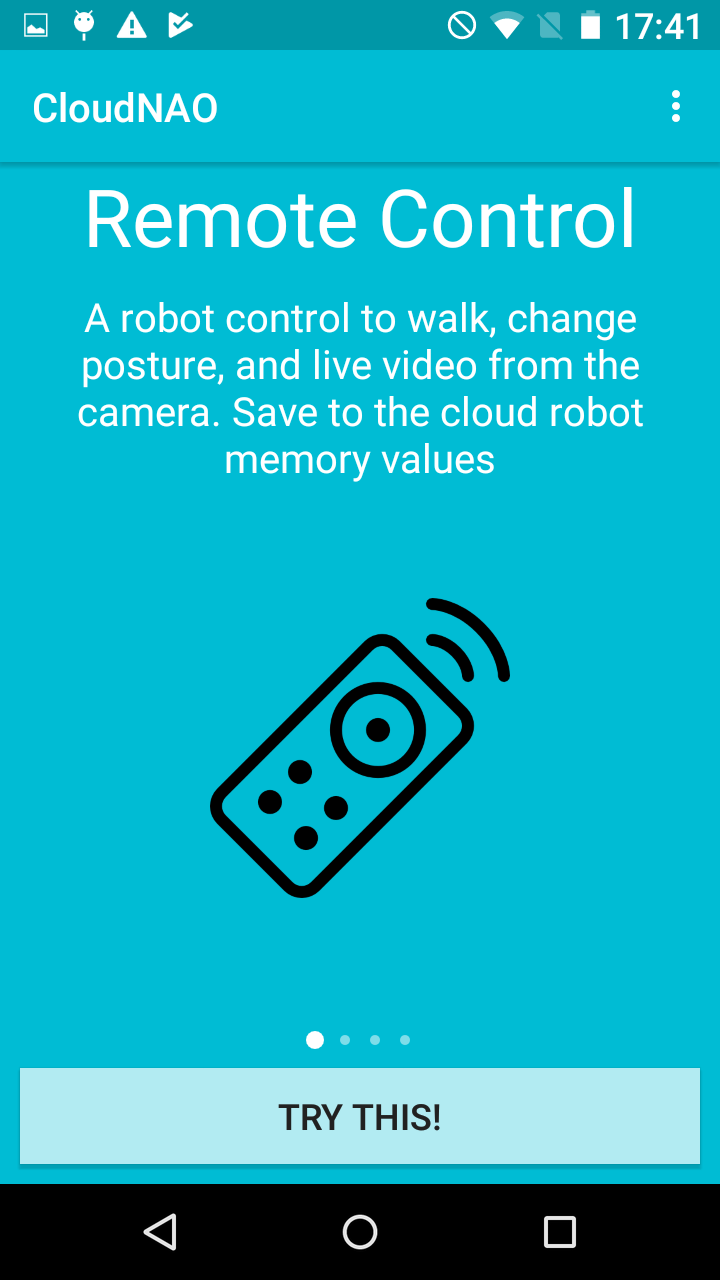 17:41
CloudNAO
Remote Control
A robot control to walk, change
posture, and live video from the
camera. Save to the cloud robot
memory values
TRY THIS!